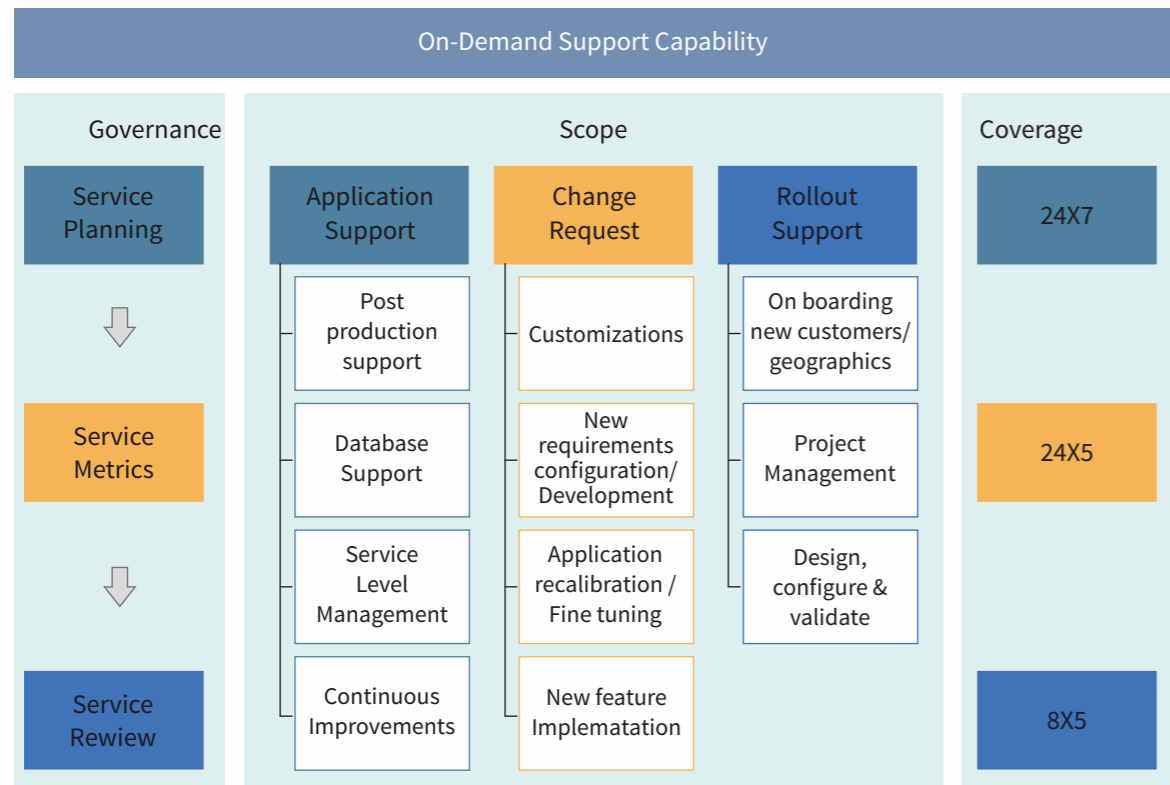 On-Demand Support Capability
Governance
Service
Planning
Service
Metrics
Service
Rewiew
Scope
Application
Support
Post
production
support
Database
Support
Service
Level
Management
Continuous
Improvements
Change
Request
Customizations
New
requirements
configuration/
Development
Application
recalibration /
Fine tuning
New feature
Implematation
Rollout
Support
On boarding
new customers/
geographics
Project
Management
Design,
configure &
validate
Coverage
24X7
24X5
8X5